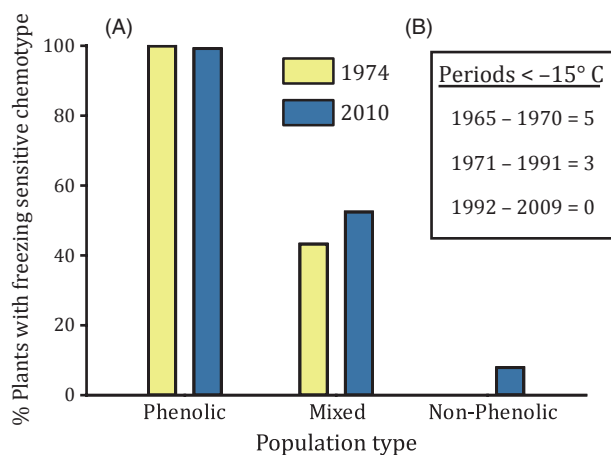 (A)
(B)
100
80
60
40
20
0
% Plants with freezing sensitive chemotype
1974
2010
Periods < –15° C
1965 – 1970 = 5
1971 – 1991 = 3
1992 – 2009 = 0
Phenolic
Mixed
Non-Phenolic
Population type